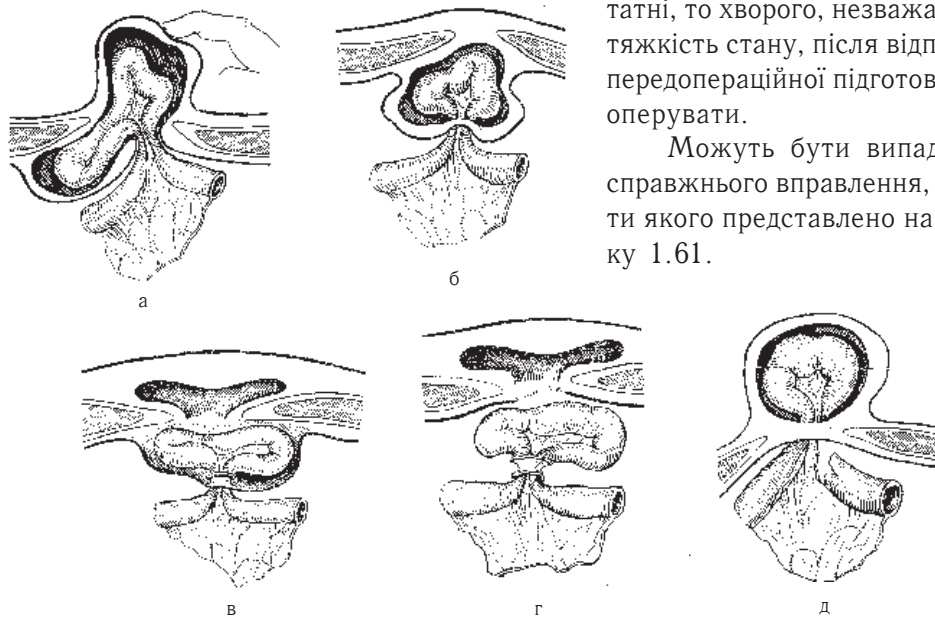 татні, то хворого, незважа
тяжкість стану, після відп
передопераційної підготов
оперувати.
Можуть бути випад
справжнього вправлення,
ти якого представлено на
ку 1.61.
а
б
в
г
д